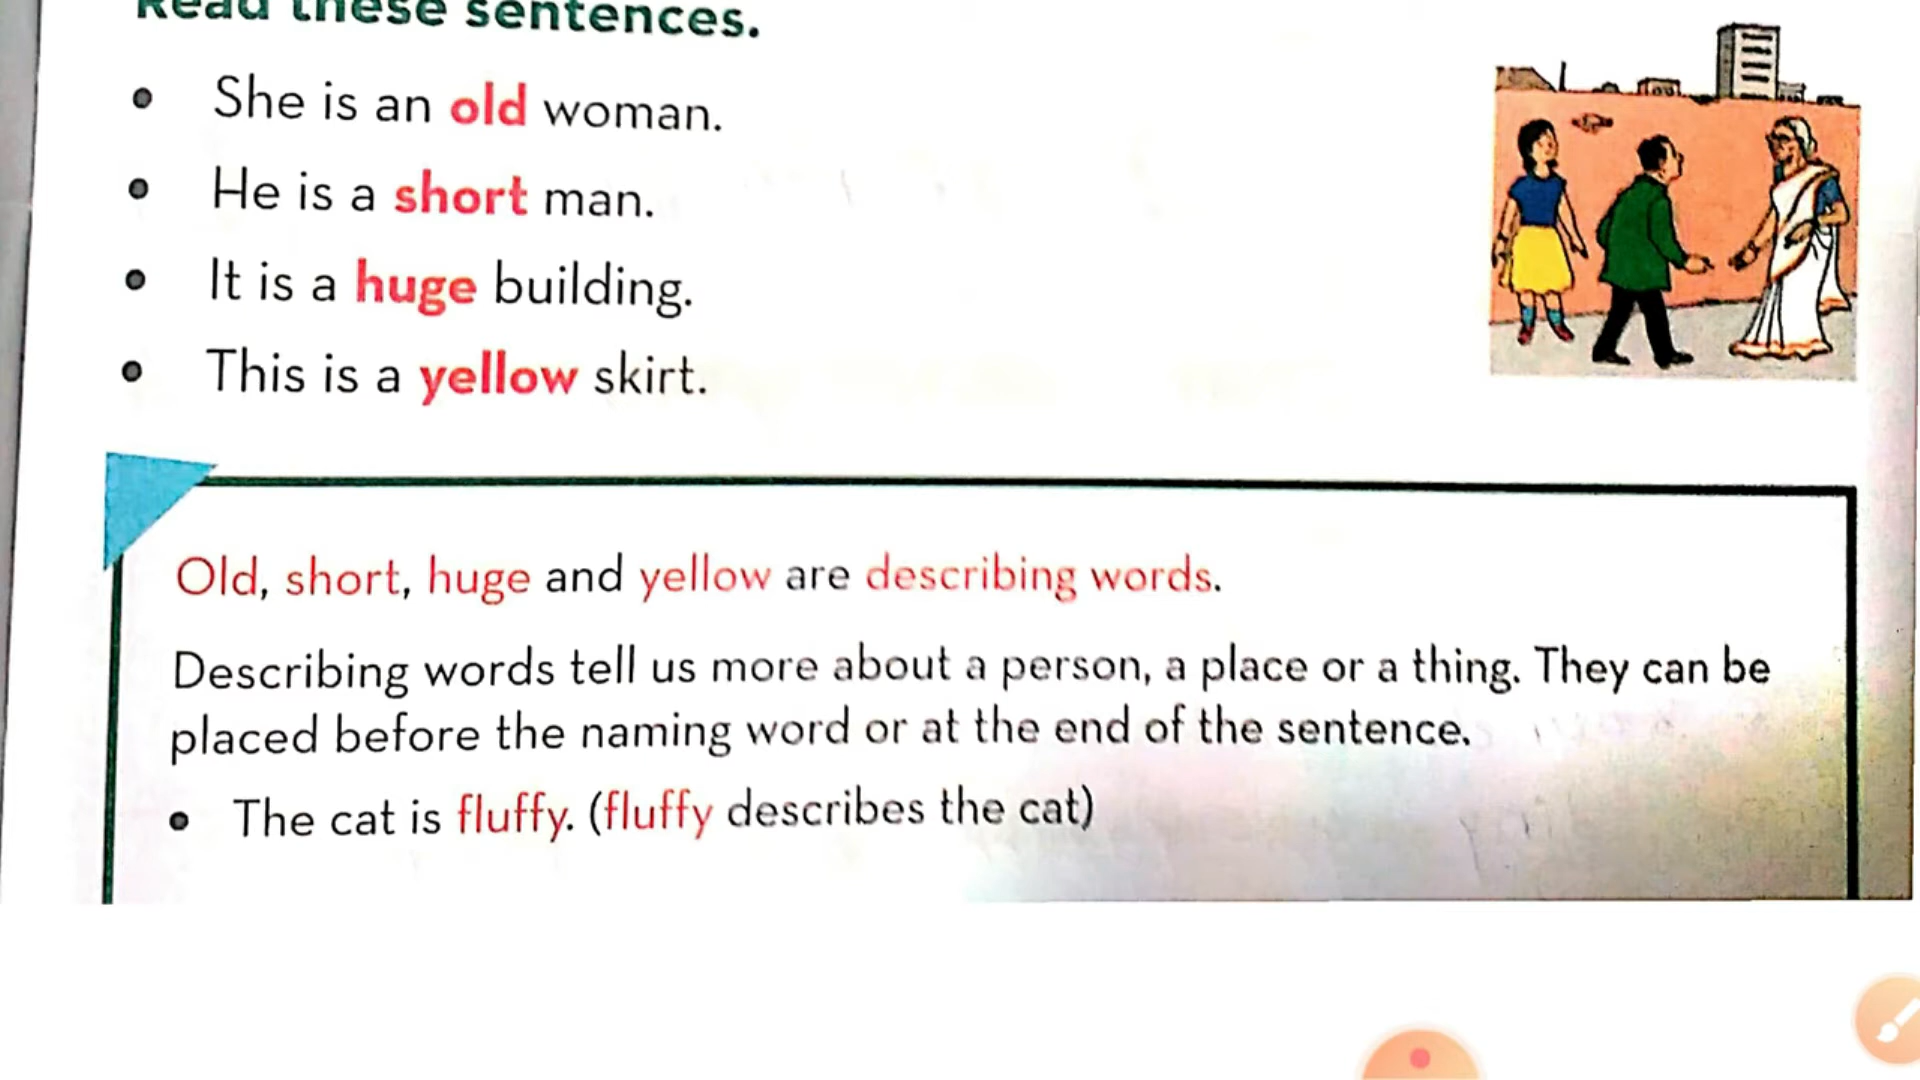 Read these sentences.
• She is an old woman.
• He is a short man.
• It is a huge building.
• This is a yellow skirt.
Old, short, huge and yellow are describing words.
Describing words tell us more about a person, a place or a thing. They can be
placed before the naming word or at the end of the sentence.
• The cat is fluffy. (fluffy describes the cat)